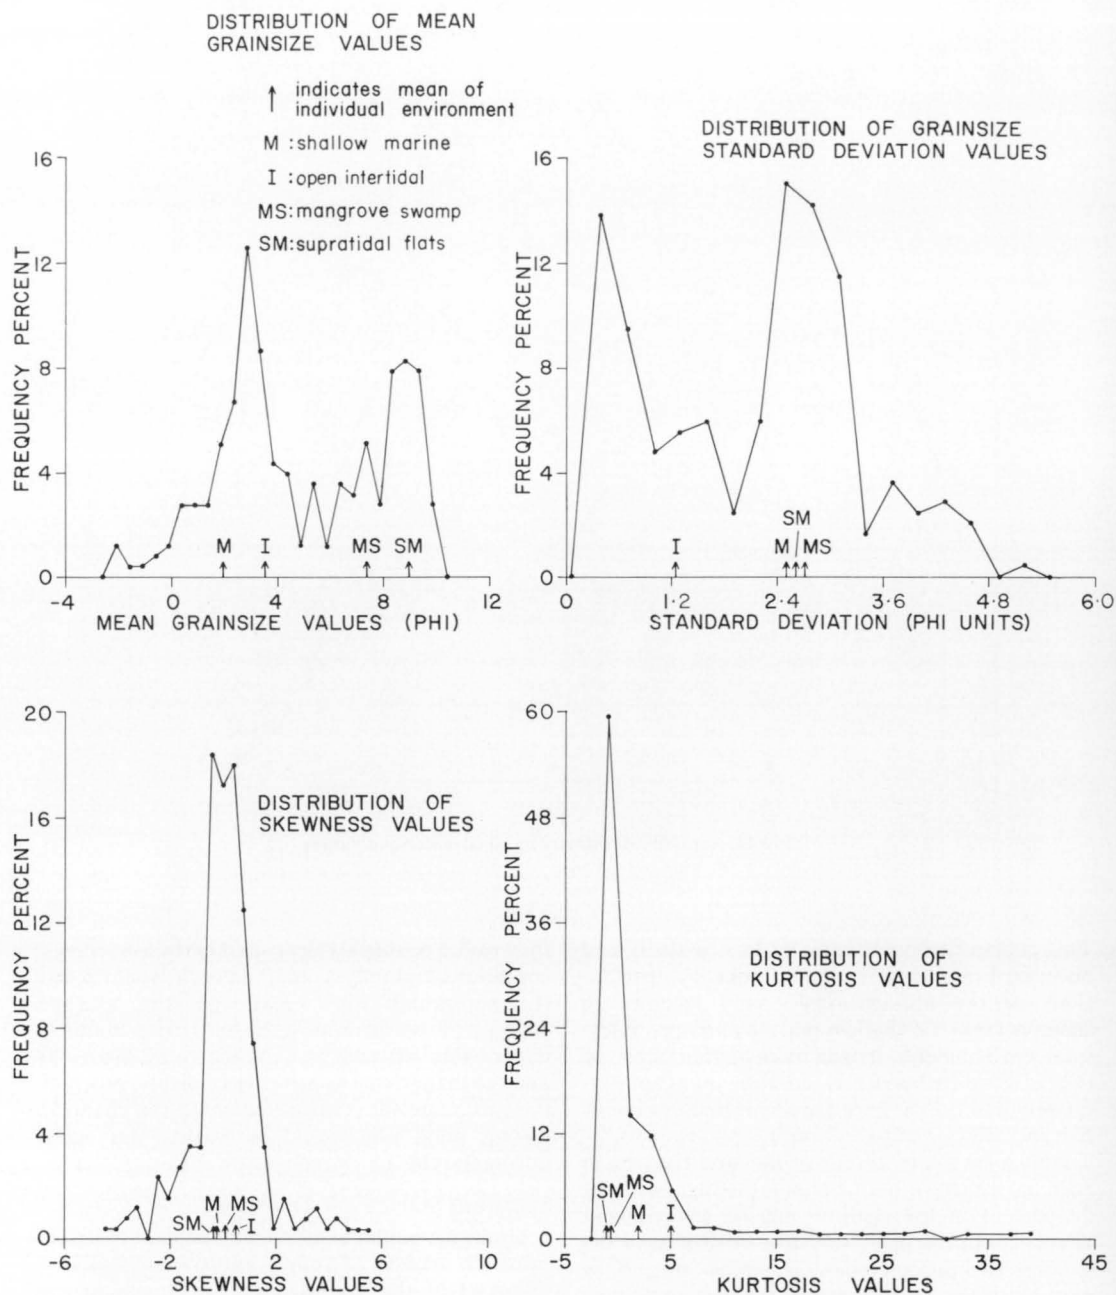 DISTRIBUTION OF MEAN
GRAINSIZE VALUES
↑ indicates mean of
individual environment
M : shallow marine
I : open intertidal
MS: mangrove swamp
SM: supratidal flats
16
12
8
4
0
FREQUENCY PERCENT
M
I
MS
SM
-4
0
4
8
12
MEAN GRAINSIZE VALUES (PHI)
DISTRIBUTION OF GRAINSIZE
STANDARD DEVIATION VALUES
16
12
8
4
0
FREQUENCY PERCENT
I
SM
M
MS
0
1·2
2·4
3·6
4·8
6·0
STANDARD DEVIATION (PHI UNITS)
DISTRIBUTION OF
SKEWNESS VALUES
20
16
12
8
4
0
FREQUENCY PERCENT
M
MS
SM
I
-6
-2
2
6
10
SKEWNESS VALUES
DISTRIBUTION OF
KURTOSIS VALUES
60
48
36
24
12
0
FREQUENCY PERCENT
SM
MS
M
I
-5
5
15
25
35
45
KURTOSIS VALUES